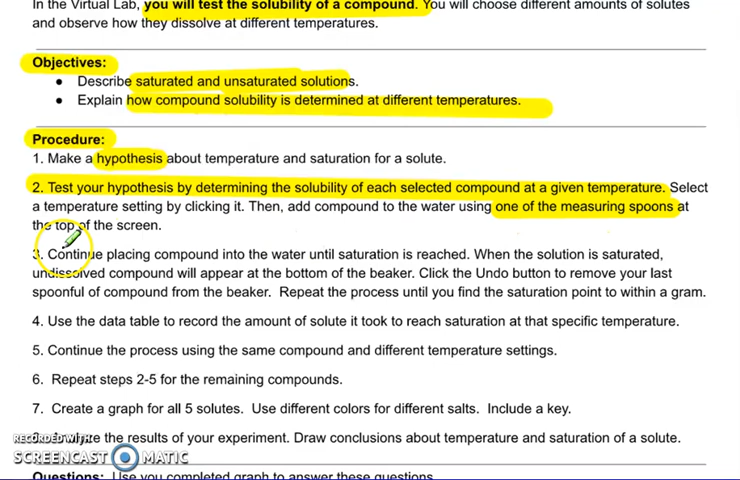 In the Virtual Lab, you will test the solubility of a compound. You will choose different amounts of solutes
and observe how they dissolve at different temperatures.
Objectives:
● Describe saturated and unsaturated solutions.
● Explain how compound solubility is determined at different temperatures.
Procedure:
1. Make a hypothesis about temperature and saturation for a solute.
2. Test your hypothesis by determining the solubility of each selected compound at a given temperature. Select
a temperature setting by clicking it. Then, add compound to the water using one of the measuring spoons at
the top of the screen.
3. Continue placing compound into the water until saturation is reached. When the solution is saturated,
undissolved compound will appear at the bottom of the beaker. Click the Undo button to remove your last
spoonful of compound from the beaker. Repeat the process until you find the saturation point to within a gram.
4. Use the data table to record the amount of solute it took to reach saturation at that specific temperature.
5. Continue the process using the same compound and different temperature settings.
6. Repeat steps 2-5 for the remaining compounds.
7. Create a graph for all 5 solutes. Use different colors for different salts. Include a key.
the results of your experiment. Draw conclusions about temperature and saturation of a solute.
RECORDED WITH
SCREENCAST MATIC
Questions: Use you completed graph to answer these questions.